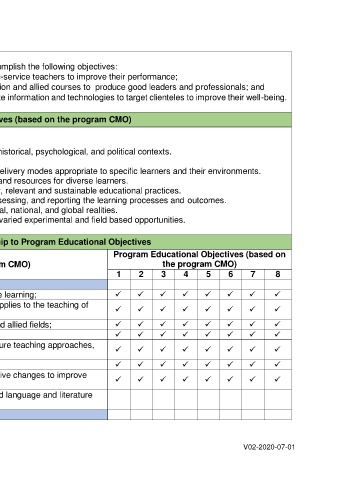 omplish the following objectives:
-service teachers to improve their performance;
ion and allied courses to produce good leaders and professionals; and
te information and technologies to target clienteles to improve their well-being.
ves (based on the program CMO)
historical, psychological, and political contexts.
elivery modes appropriate to specific learners and their environments.
and resources for diverse learners.
, relevant and sustainable educational practices.
sessing, and reporting the learning processes and outcomes.
al, national, and global realities.
varied experimental and field based opportunities.
hip to Program Educational Objectives
m CMO)
Program Educational Objectives (based on
the program CMO)
1 2 3 4 5 6 7 8
e learning; ✓ ✓ ✓ ✓ ✓ ✓ ✓ ✓
pplies to the teaching of ✓ ✓ ✓ ✓ ✓ ✓ ✓ ✓
d allied fields; ✓ ✓ ✓ ✓ ✓ ✓ ✓ ✓
✓ ✓ ✓ ✓ ✓ ✓ ✓ ✓
ure teaching approaches, ✓ ✓ ✓ ✓ ✓ ✓ ✓ ✓
✓ ✓ ✓ ✓ ✓ ✓ ✓ ✓
ive changes to improve ✓ ✓ ✓ ✓ ✓ ✓ ✓ ✓
d language and literature
V02-2020-07-01